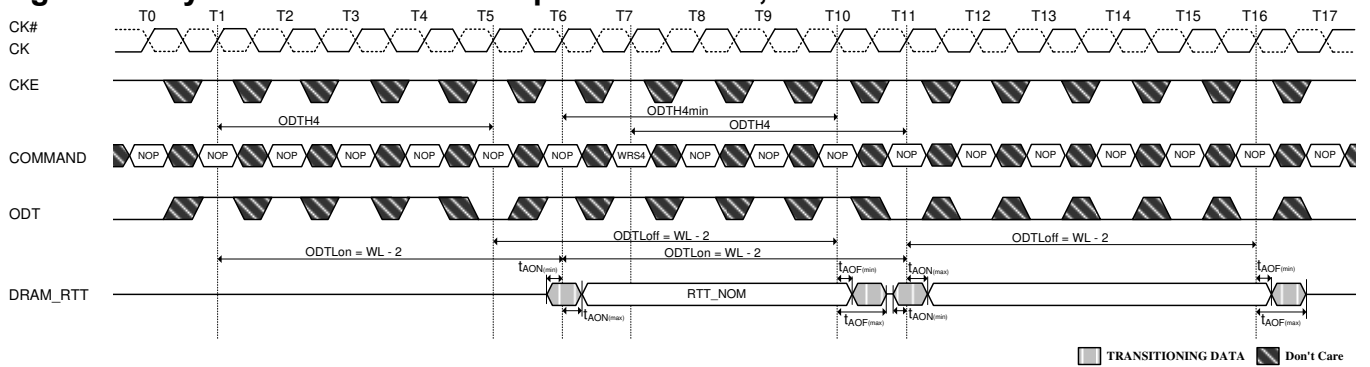 T0 T1 T2 T3 T4 T5 T6 T7 T8 T9 T10 T11 T12 T13 T14 T15 T16 T17
CK#
CK
CKE
ODTH4min
ODTH4
ODTH4
COMMAND
NOP NOP NOP NOP NOP NOP NOP WRS4 NOP NOP NOP NOP NOP NOP NOP NOP NOP NOP
ODT
ODTLoff = WL - 2
ODTLoff = WL - 2
ODTLon = WL - 2
ODTLon = WL - 2
tAON(min)
tAOF(min)
tAON(max)
tAOF(min)
DRAM_RTT
RTT_NOM
tAON(max)
tAOF(max)
tAON(min)
tAOF(max)
TRANSITIONING DATA
Don't Care